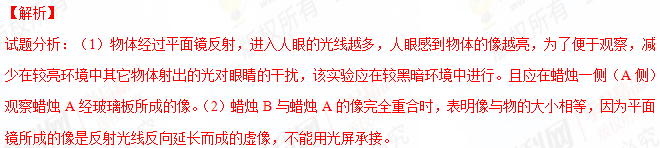 【解析】
试题分析：（1）物体经过平面镜反射，进入人眼的光线越多，人眼感到物体的像越亮，为了便于观察，减
少在较亮环境中其它物体射出的光对眼睛的干扰，该实验应在较黑暗环境中进行。且应在蜡烛一侧（A 侧）
观察蜡烛 A 经玻璃板所成的像。（2）蜡烛 B 与蜡烛 A 的像完全重合时，表明像与物的大小相等，因为平面
镜所成的像是反射光线反向延长而成的虚像，不能用光屏承接。